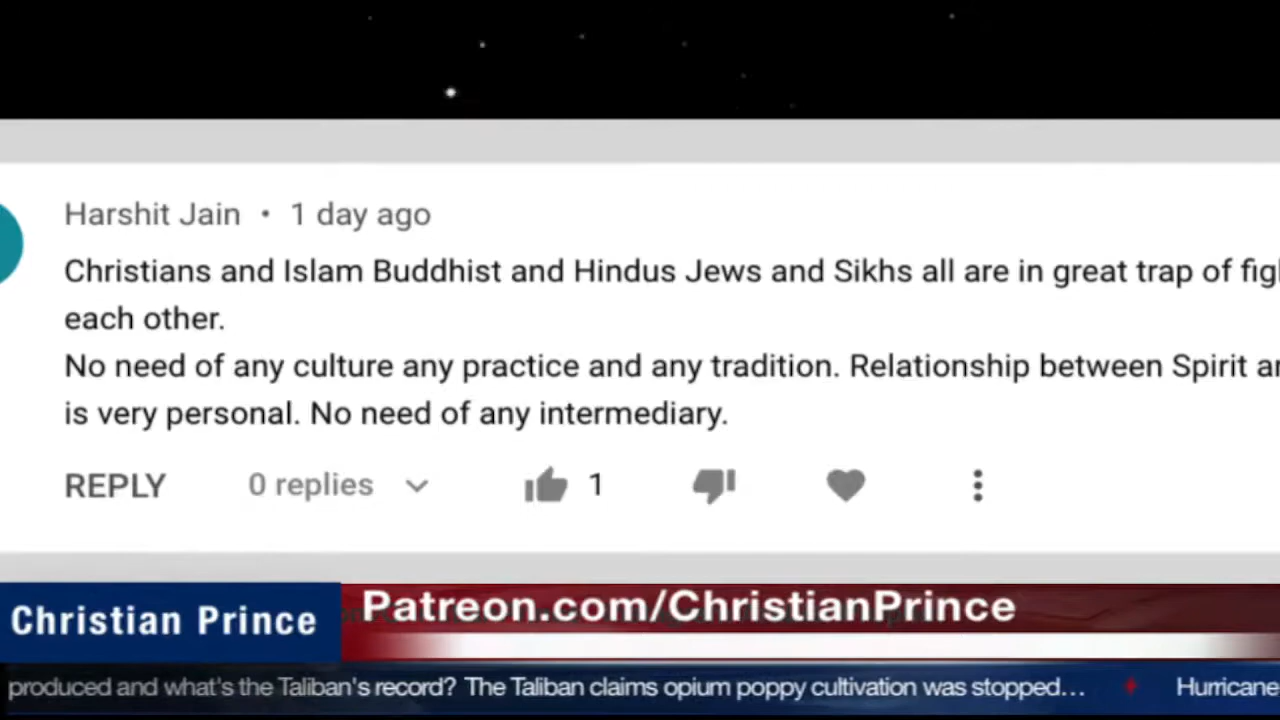 Harshit Jain • 1 day ago
Christians and Islam Buddhist and Hindus Jews and Sikhs all are in great trap of
each other.
No need of any culture any practice and any tradition. Relationship between Spirit
is very personal. No need of any intermediary.
REPLY 0 replies 1
Christian Prince
Patreon.com/ChristianPrince
produced and what's the Taliban's record? The Taliban claims opium poppy cultivation was stopped... Hurricane